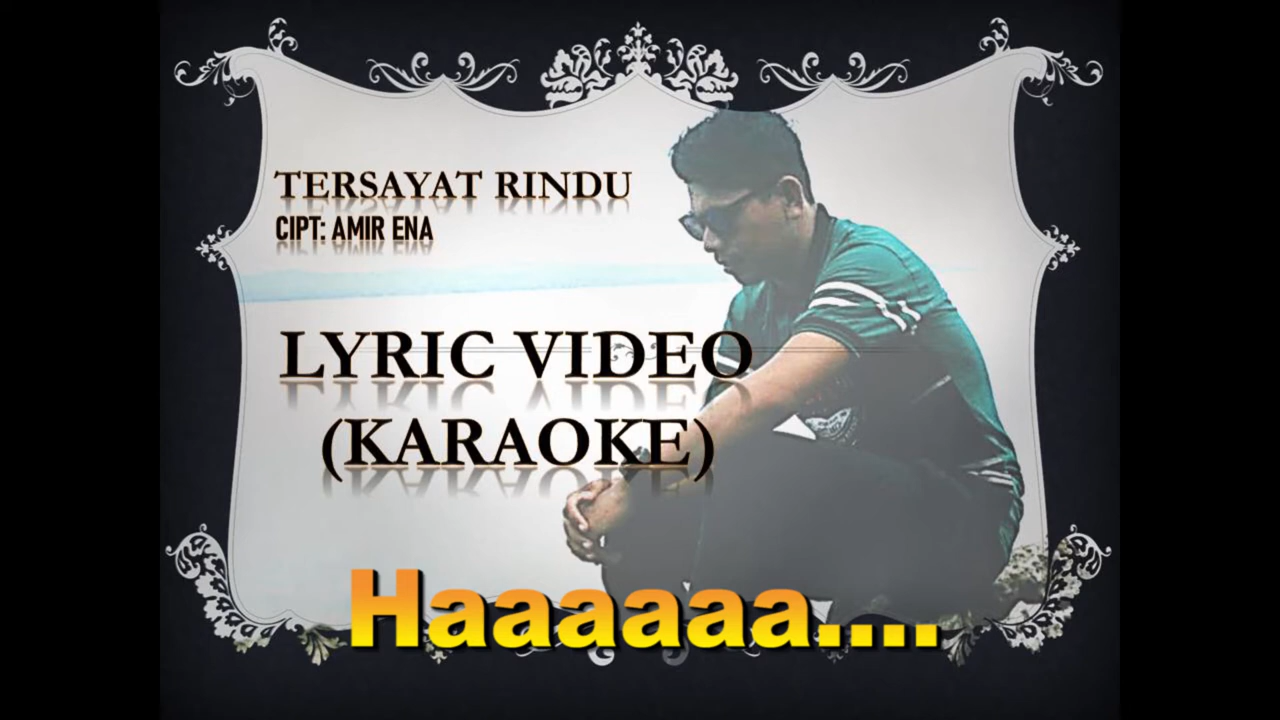 TERSAYAT RINDU
CIPT: AMIR ENA
LYRIC VIDEO
(KARAOKE)
Haaaaaa....